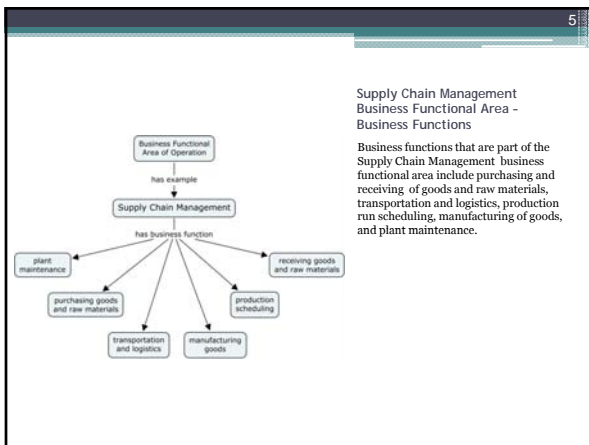 5
Supply Chain Management
Business Functional Area -
Business Functions
Business functions that are part of the
Supply Chain Management business
functional area include purchasing and
receiving of goods and raw materials,
transportation and logistics, production
run scheduling, manufacturing of goods,
and plant maintenance.
Business Functional
Area of Operation
has example
Supply Chain Management
has business function
plant
maintenance
purchasing goods
and raw materials
transportation
and logistics
manufacturing
goods
production
scheduling
receiving goods
and raw materials